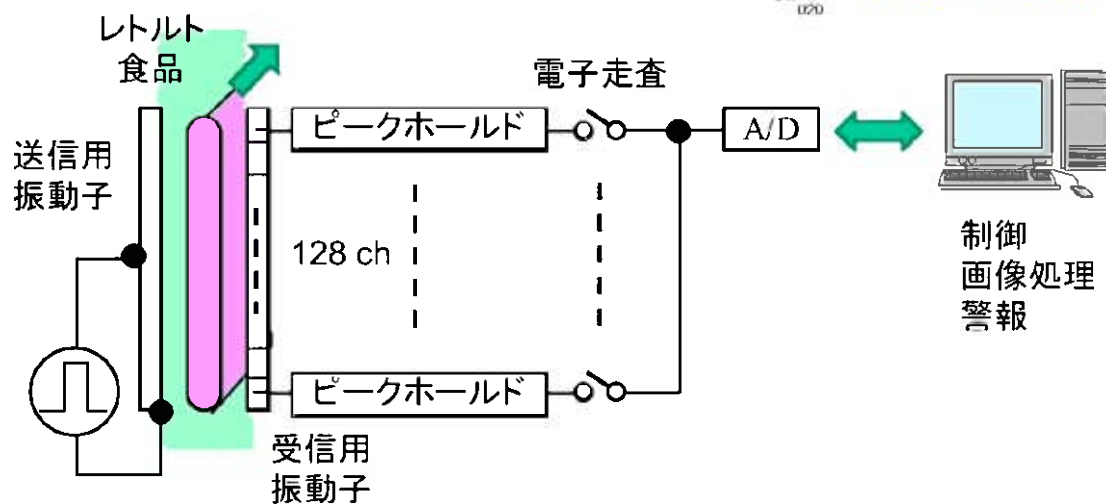 020
レトルト
食品
電子走査
ピークホールド
A/D
送信用
振動子
128 ch
制御
画像処理
警報
ピークホールド
受信用
振動子